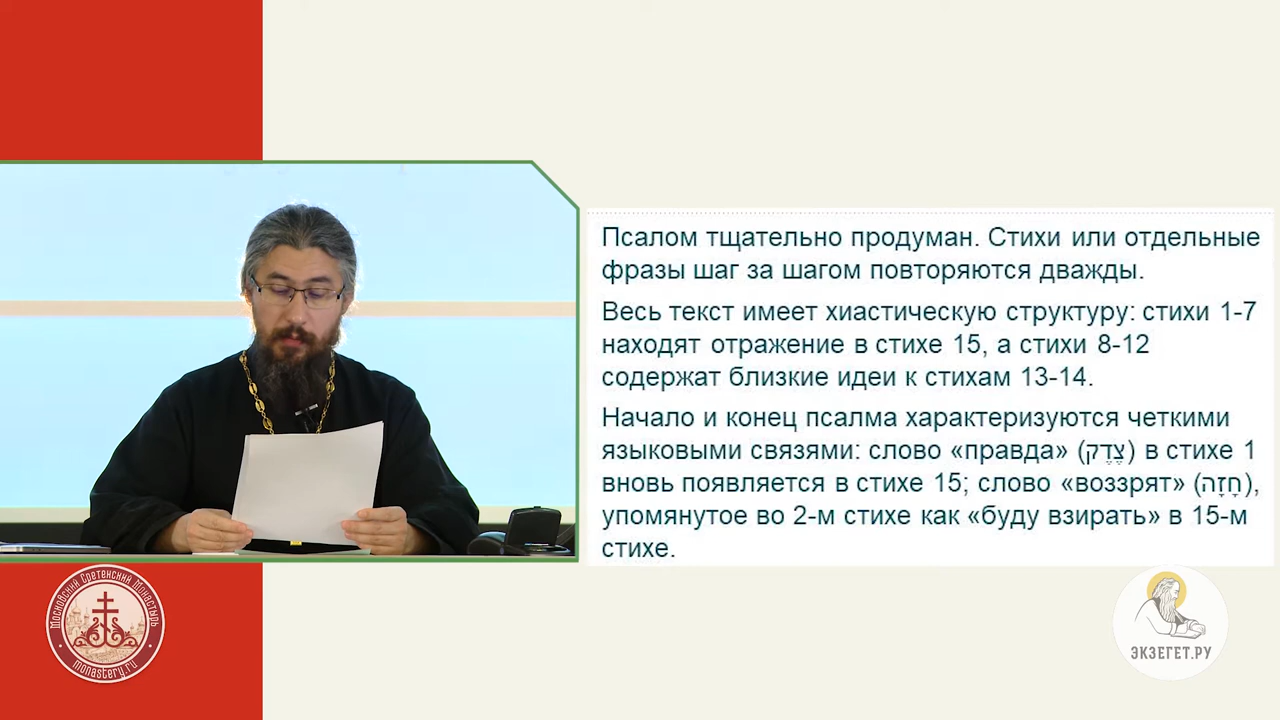 Псалом тщательно продуман. Стихи или отдельные
фразы шаг за шагом повторяются дважды.
Весь текст имеет хиастическую структуру: стихи 1-7
находят отражение в стихе 15, а стихи 8-12
содержат близкие идеи к стихам 13-14.
Начало и конец псалма характеризуются четкими
языковыми связями: слово «правда» (צֶדֶק) в стихе 1
вновь появляется в стихе 15; слово «воззрят» (חָזָה),
упомянутое во 2-м стихе как «буду взирать» в 15-м
стихе.
Московский Сретенский Монастырь
monastery.ru
ЭКЗЕГЕТ.РУ